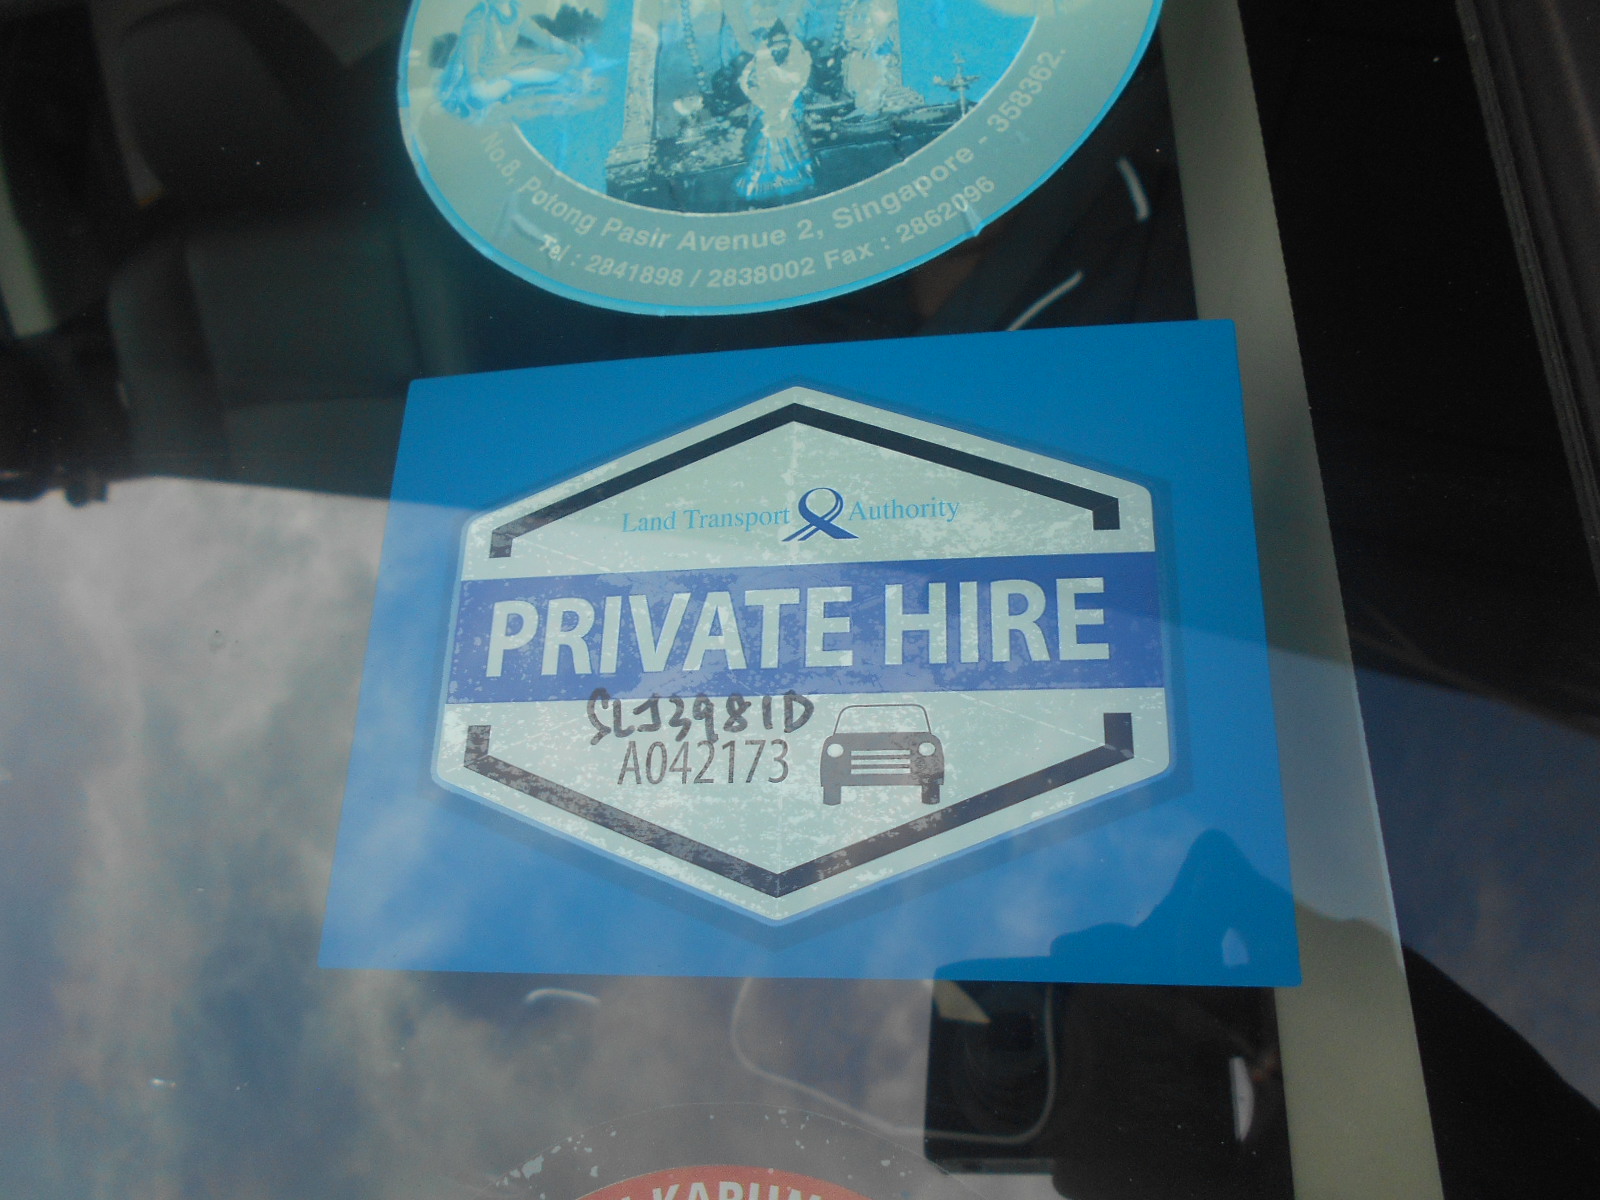 No.8, Potong Pasir Avenue 2, Singapore - 358362.
Tel : 2841898 / 2838002 Fax : 2862096
Land Transport Authority
PRIVATE HIRE
SLJ3981D
A042173